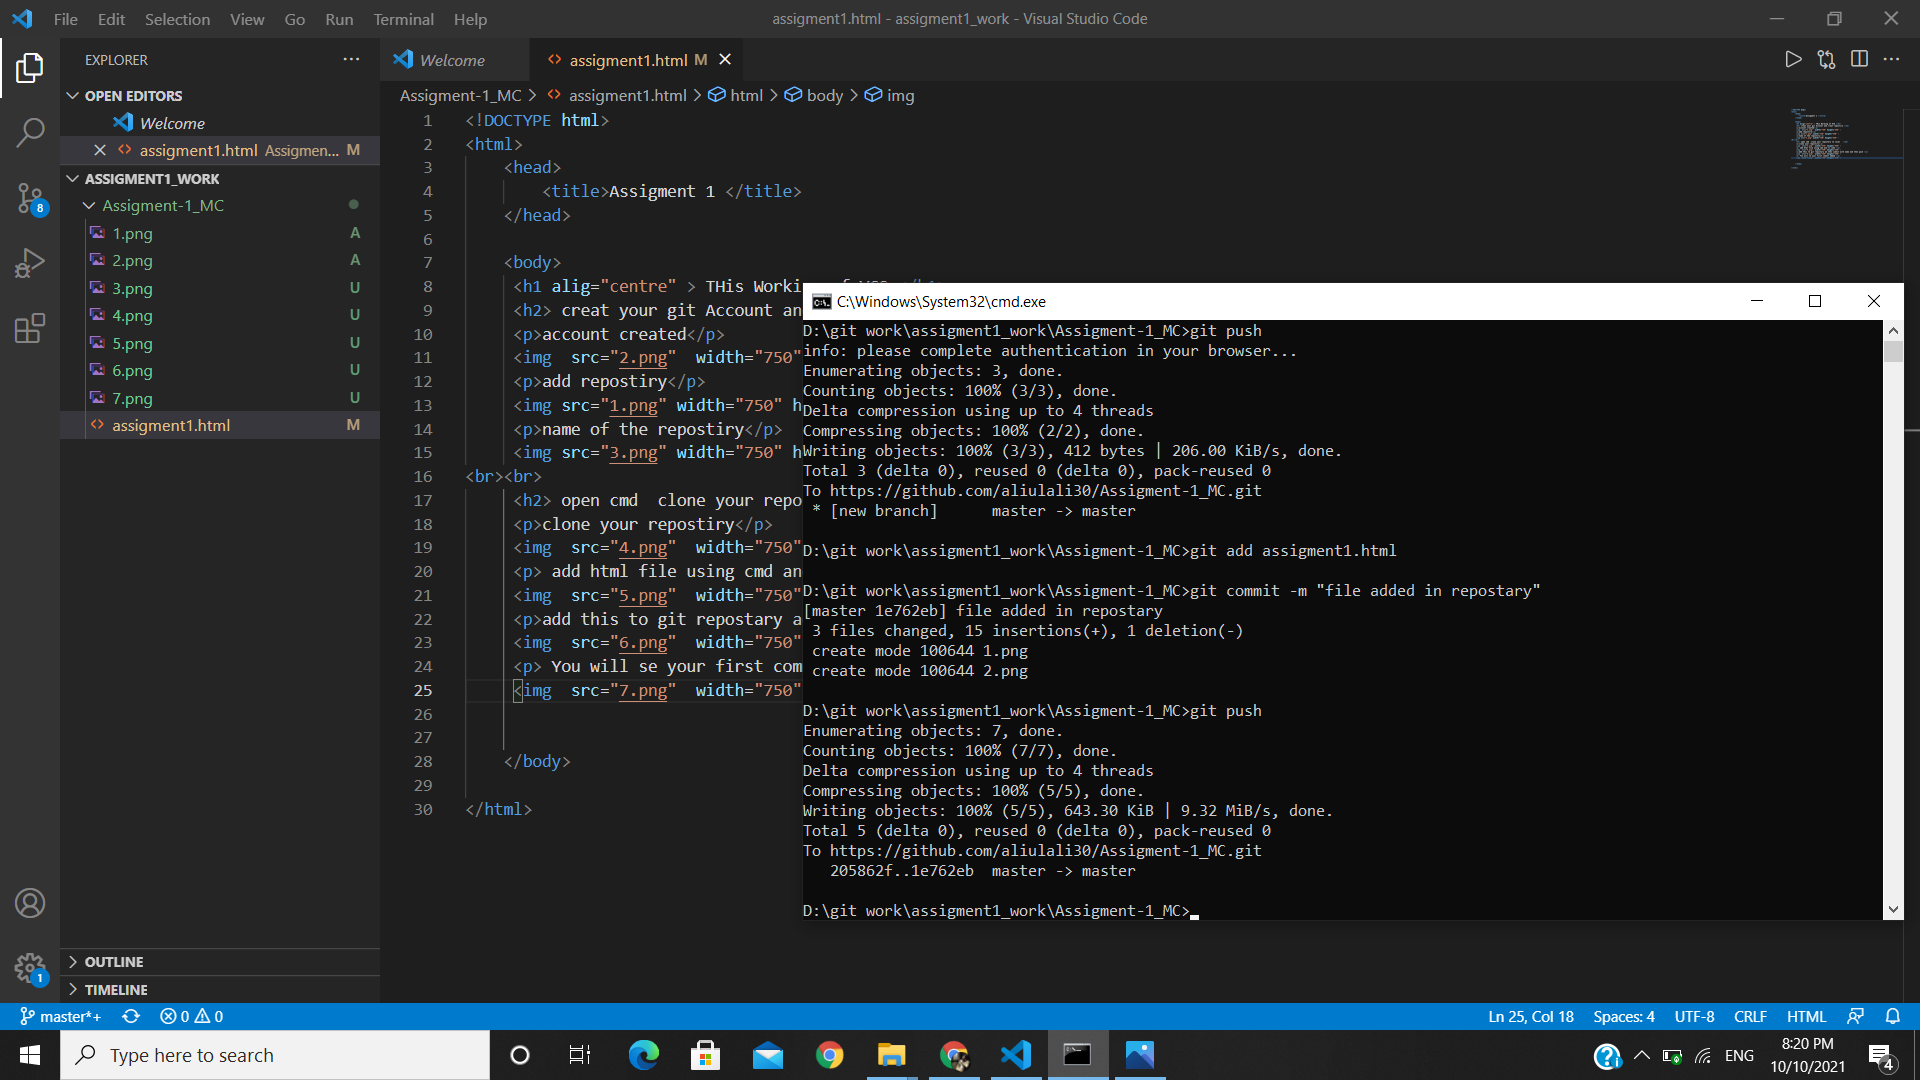 File Edit Selection View Go Run Terminal Help
assigment1.html - assigment1_work - Visual Studio Code
EXPLORER
OPEN EDITORS
Welcome
assigment1.html Assigmen... M
ASSIGMENT1_WORK
Assigment-1_MC
1.png A
2.png A
3.png U
4.png U
5.png U
6.png U
7.png U
assigment1.html M
OUTLINE
TIMELINE
8
1
Welcome
assigment1.html M
Assigment-1_MC > assigment1.html > html > body > img
1 <!DOCTYPE html>
2 <html>
3 <head>
4 <title>Assigment 1 </title>
5 </head>
6
7 <body>
8 <h1 alig="centre" > THis Worki
9 <h2> creat your git Account an
10 <p>account created</p>
11 <img src="2.png" width="750"
12 <p>add repostiry</p>
13 <img src="1.png" width="750" h
14 <p>name of the repostiry</p>
15 <img src="3.png" width="750" h
16 <br><br>
17 <h2> open cmd clone your repo
18 <p>clone your repostiry</p>
19 <img src="4.png" width="750"
20 <p> add html file using cmd an
21 <img src="5.png" width="750"
22 <p>add this to git repostary a
23 <img src="6.png" width="750"
24 <p> You will se your first com
25 <img src="7.png" width="750"
26
27
28 </body>
29
30 </html>
C:\Windows\System32\cmd.exe
D:\git work\assigment1_work\Assigment-1_MC>git push
info: please complete authentication in your browser...
Enumerating objects: 3, done.
Counting objects: 100% (3/3), done.
Delta compression using up to 4 threads
Compressing objects: 100% (2/2), done.
Writing objects: 100% (3/3), 412 bytes | 206.00 KiB/s, done.
Total 3 (delta 0), reused 0 (delta 0), pack-reused 0
To https://github.com/aliulali30/Assigment-1_MC.git
* [new branch] master -> master
D:\git work\assigment1_work\Assigment-1_MC>git add assigment1.html
D:\git work\assigment1_work\Assigment-1_MC>git commit -m "file added in repostary"
[master 1e762eb] file added in repostary
3 files changed, 15 insertions(+), 1 deletion(-)
create mode 100644 1.png
create mode 100644 2.png
D:\git work\assigment1_work\Assigment-1_MC>git push
Enumerating objects: 7, done.
Counting objects: 100% (7/7), done.
Delta compression using up to 4 threads
Compressing objects: 100% (5/5), done.
Writing objects: 100% (5/5), 643.30 KiB | 9.32 MiB/s, done.
Total 5 (delta 0), reused 0 (delta 0), pack-reused 0
To https://github.com/aliulali30/Assigment-1_MC.git
205862f..1e762eb master -> master
D:\git work\assigment1_work\Assigment-1_MC>
master*+ 0 0
Ln 25, Col 18 Spaces: 4 UTF-8 CRLF HTML
Type here to search
ENG
8:20 PM
10/10/2021
4